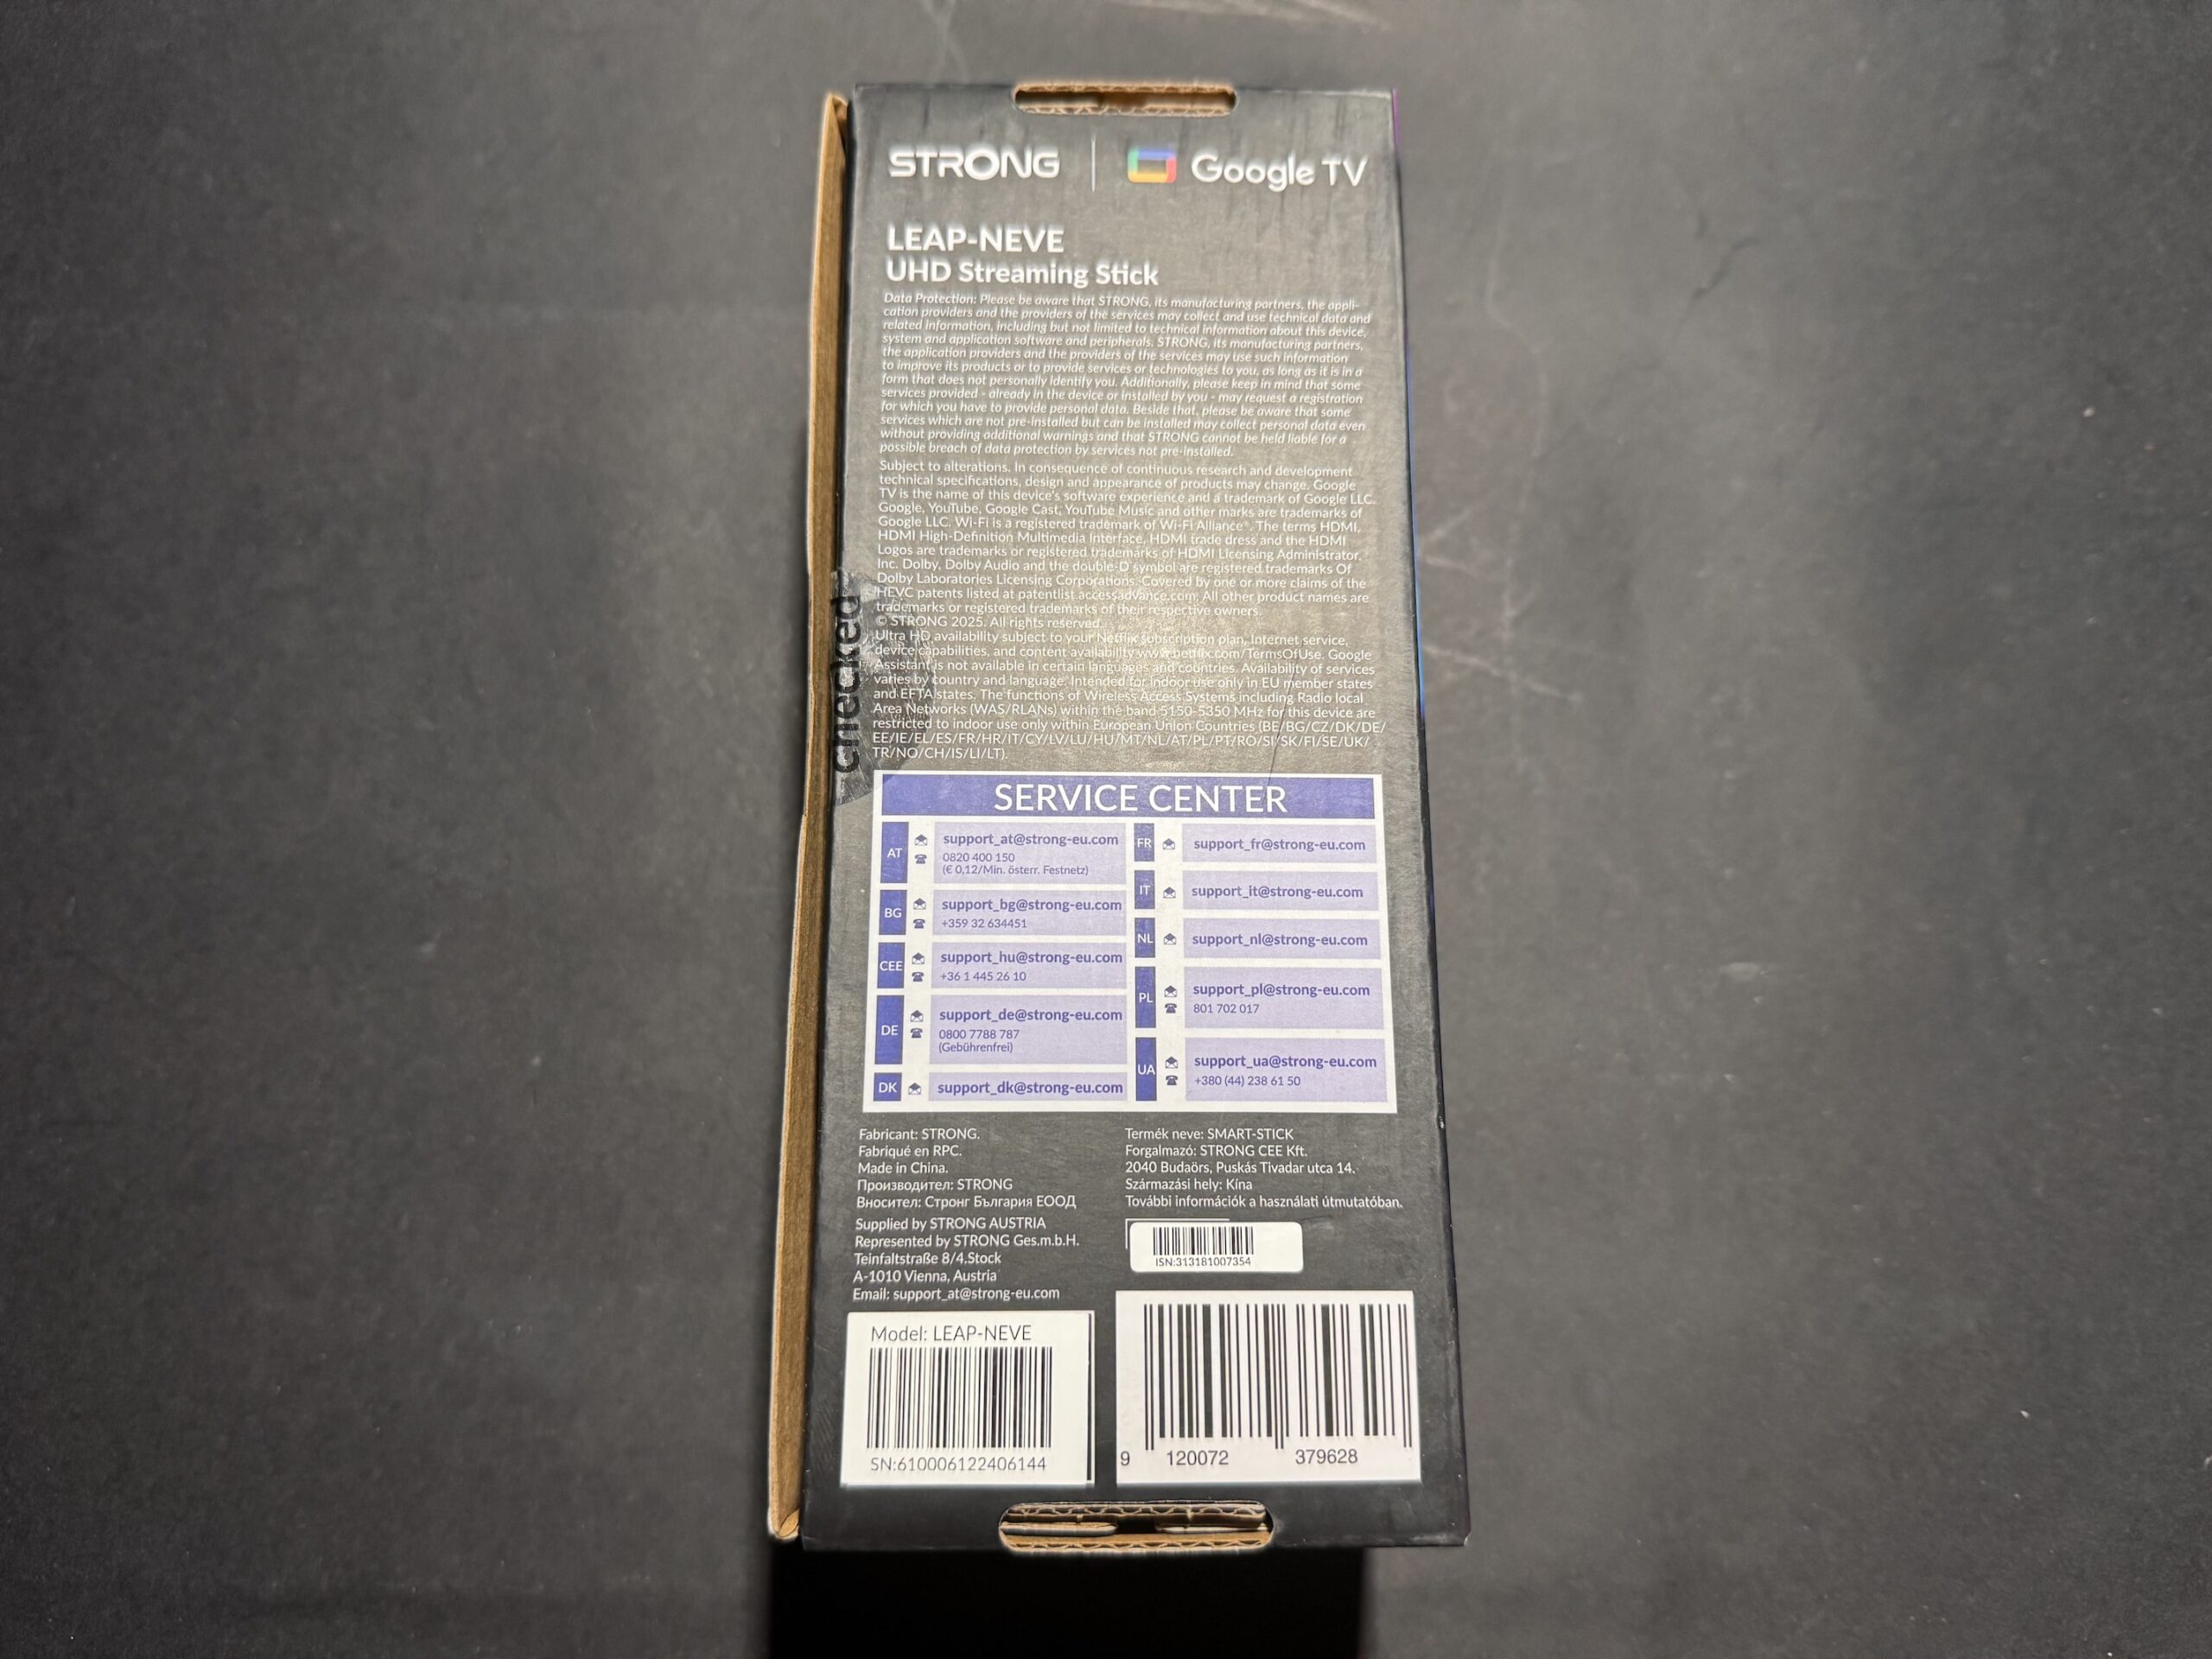 STRONG | Google TV
LEAP-NEVE
UHD Streaming Stick
Data Protection: Please be aware that STRONG, its manufacturing partners, the appli-
cation providers and the providers of the services may collect and use technical data and
related information, including but not limited to technical information about this device,
system and application software and peripherals. STRONG, its manufacturing partners,
the application providers and the providers of the services may use such information
to improve its products or to provide services or technologies to you, as long as it is in a
form that does not personally identify you. Additionally, please keep in mind that some
services provided - already in the device or installed by you - may request a registration
for which you have to provide personal data. Beside that, please be aware that some
services which are not pre-installed but can be installed may collect personal data even
without providing additional warnings and that STRONG cannot be held liable for a
possible breach of data protection by services not pre-installed.
Subject to alterations. In consequence of continuous research and development
technical specifications, design and appearance of products may change. Google
TV is the name of this device's software experience and a trademark of Google LLC.
Google, YouTube, Google Cast, YouTube Music and other marks are trademarks of
Google LLC. Wi-Fi is a registered trademark of Wi-Fi Alliance®. The terms HDMI,
HDMI High-Definition Multimedia Interface, HDMI trade dress and the HDMI
Logos are trademarks or registered trademarks of HDMI Licensing Administrator,
Inc. Dolby, Dolby Audio and the double-D symbol are registered trademarks Of
Dolby Laboratories Licensing Corporations. Covered by one or more claims of the
HEVC patents listed at patentlist.accessadvance.com. All other product names are
trademarks or registered trademarks of their respective owners.
© STRONG 2025. All rights reserved.
Ultra HD availability subject to your Netflix subscription plan, Internet service,
device capabilities, and content availability www.netflix.com/TermsOfUse. Google
Assistant is not available in certain languages and countries. Availability of services
varies by country and language. Intended for indoor use only in EU member states
and EFTA states. The functions of Wireless Access Systems including Radio local
Area Networks (WAS/RLANs) within the band 5150-5350 MHz for this device are
restricted to indoor use only within European Union Countries (BE/BG/CZ/DK/DE/
EE/IE/EL/ES/FR/HR/IT/CY/LV/LU/HU/MT/NL/AT/PL/PT/RO/SI/SK/FI/SE/UK/
TR/NO/CH/IS/LI/LT).
checked
SERVICE CENTER
AT support_at@strong-eu.com
0820 400 150
(€ 0,12/Min. österr. Festnetz)
BG support_bg@strong-eu.com
+359 32 634451
CEE support_hu@strong-eu.com
+36 1 445 26 10
DE support_de@strong-eu.com
0800 7788 787
(Gebührenfrei)
DK support_dk@strong-eu.com
FR support_fr@strong-eu.com
IT support_it@strong-eu.com
NL support_nl@strong-eu.com
PL support_pl@strong-eu.com
801 702 017
UA support_ua@strong-eu.com
+380 (44) 238 61 50
Fabricant: STRONG.
Fabriqué en RPC.
Made in China.
Производител: STRONG
Вносител: Стронг България ЕООД
Supplied by STRONG AUSTRIA
Represented by STRONG Ges.m.b.H.
Teinfaltstraße 8/4.Stock
A-1010 Vienna, Austria
Email: support_at@strong-eu.com
Termék neve: SMART-STICK
Forgalmazó: STRONG CEE Kft.
2040 Budaörs, Puskás Tivadar utca 14.
Származási hely: Kína
További információk a használati útmutatóban.
ISN:313181007354
Model: LEAP-NEVE
SN:610006122406144
9 120072 379628